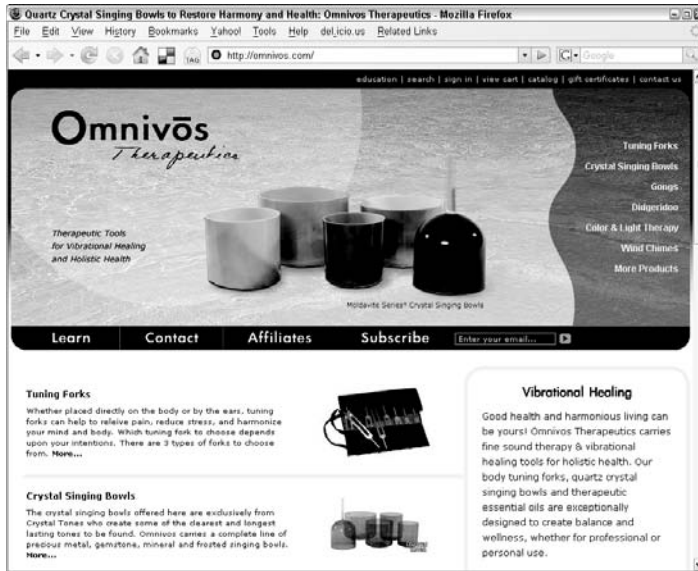 Quartz Crystal Singing Bowls to Restore Harmony and Health: Omnivos Therapeutics - Mozilla Firefox
File Edit View History Bookmarks Yahoo! Tools Help del.icio.us Related Links
TAG http://omnivos.com/ G Google
education | search | sign in | view cart | catalog | gift certificates | contact us
Omnivōs
Therapeutics
Tuning Forks
Crystal Singing Bowls
Gongs
Didgeridoo
Color & Light Therapy
Wind Chimes
More Products
Therapeutic Tools
for Vibrational Healing
and Holistic Health
Moldavite Series* Crystal Singing Bowls
Learn Contact Affiliates Subscribe Enter your email...
Tuning Forks
Whether placed directly on the body or by the ears, tuning
forks can help to releive pain, reduce stress, and harmonize
your mind and body. Which tuning fork to choose depends
upon your intentions. There are 3 types of forks to choose
from. More...
Crystal Singing Bowls
The crystal singing bowls offered here are exclusively from
Crystal Tones who create some of the clearest and longest
lasting tones to be found. Omnivos carries a complete line of
precious metal, gemstone, mineral and frosted singing bowls.
More...
Vibrational Healing
Good health and harmonious living can
be yours! Omnivos Therapeutics carries
fine sound therapy & vibrational
healing tools for holistic health. Our
body tuning forks, quartz crystal
singing bowls and therapeutic
essential oils are exceptionally
designed to create balance and
wellness, whether for professional or
personal use.